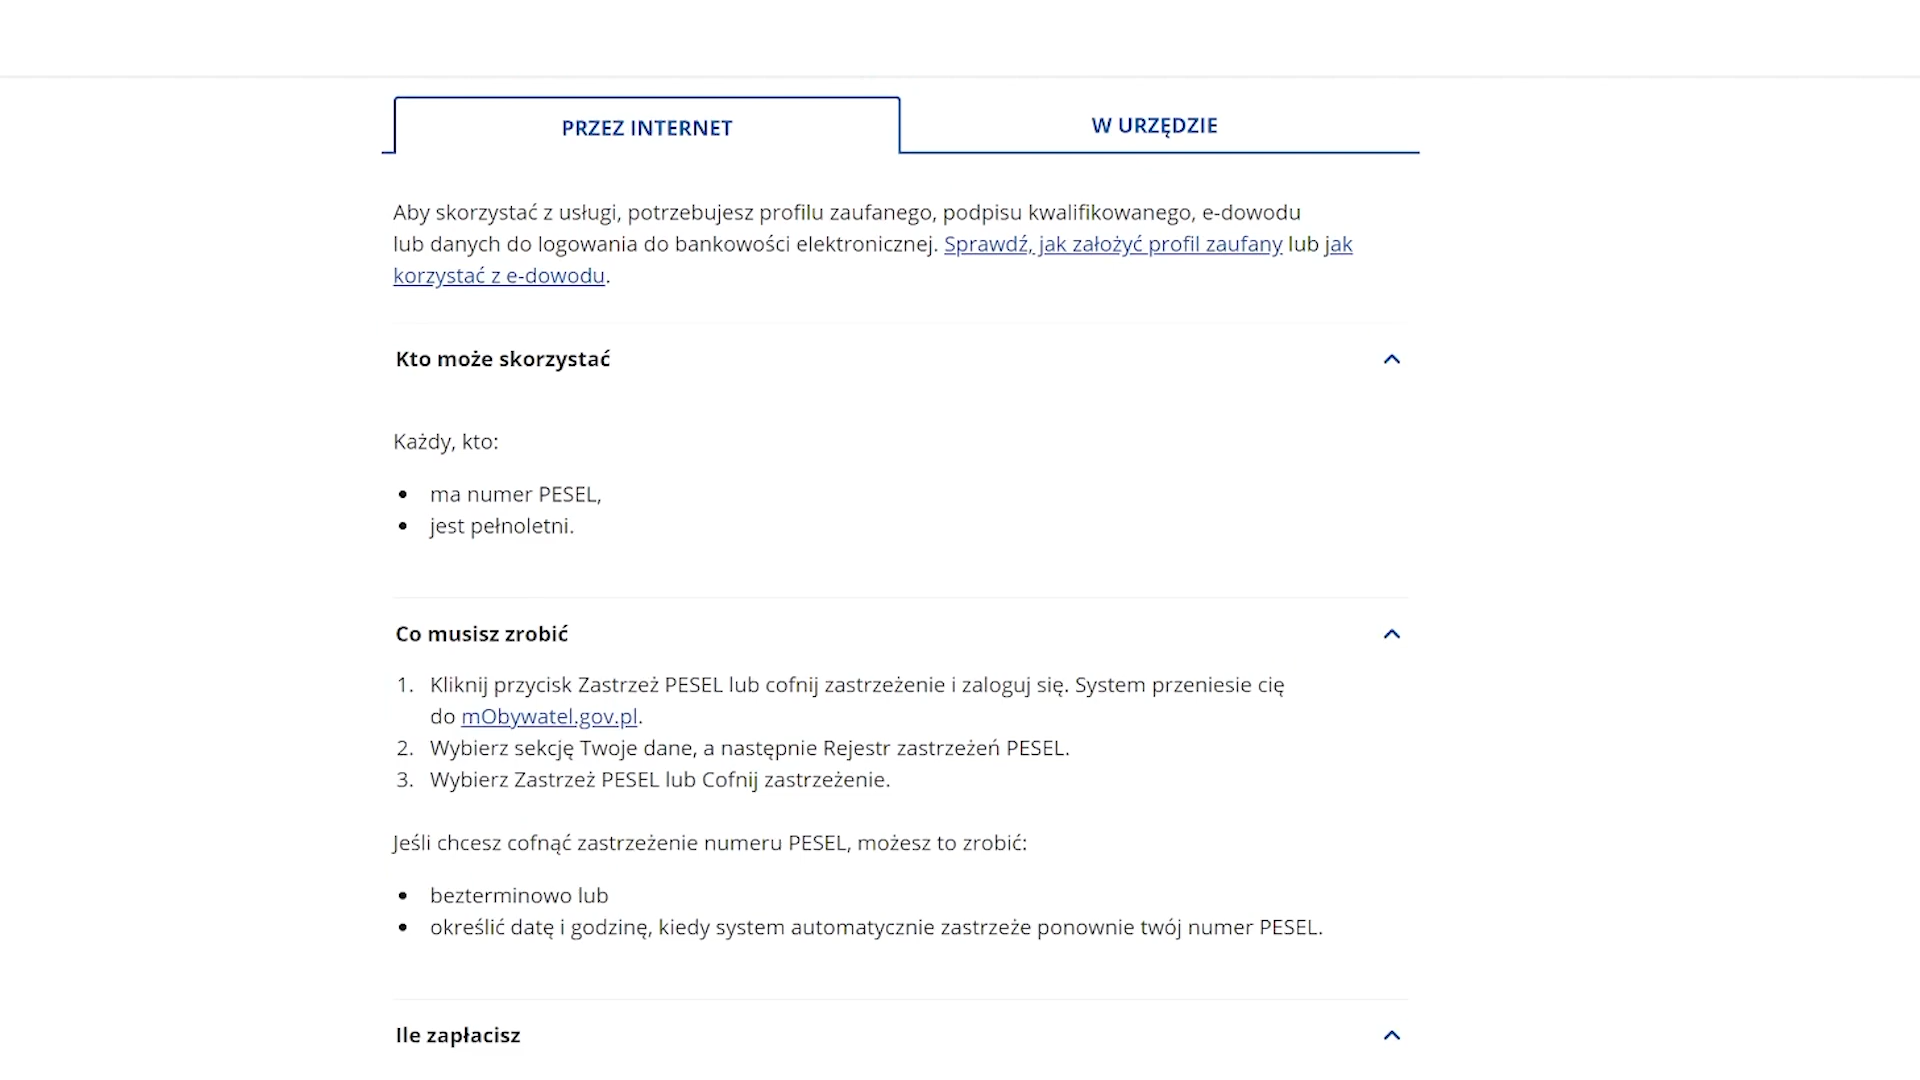 PRZEZ INTERNET
W URZĘDZIE
Aby skorzystać z usługi, potrzebujesz profilu zaufanego, podpisu kwalifikowanego, e-dowodu
lub danych do logowania do bankowości elektronicznej. Sprawdź, jak założyć profil zaufany lub jak
korzystać z e-dowodu.
Kto może skorzystać
Każdy, kto:
• ma numer PESEL,
• jest pełnoletni.
Co musisz zrobić
1. Kliknij przycisk Zastrzeż PESEL lub cofnij zastrzeżenie i zaloguj się. System przeniesie cię
do mObywatel.gov.pl.
2. Wybierz sekcję Twoje dane, a następnie Rejestr zastrzeżeń PESEL.
3. Wybierz Zastrzeż PESEL lub Cofnij zastrzeżenie.
Jeśli chcesz cofnąć zastrzeżenie numeru PESEL, możesz to zrobić:
• bezterminowo lub
• określić datę i godzinę, kiedy system automatycznie zastrzeże ponownie twój numer PESEL.
Ile zapłacisz